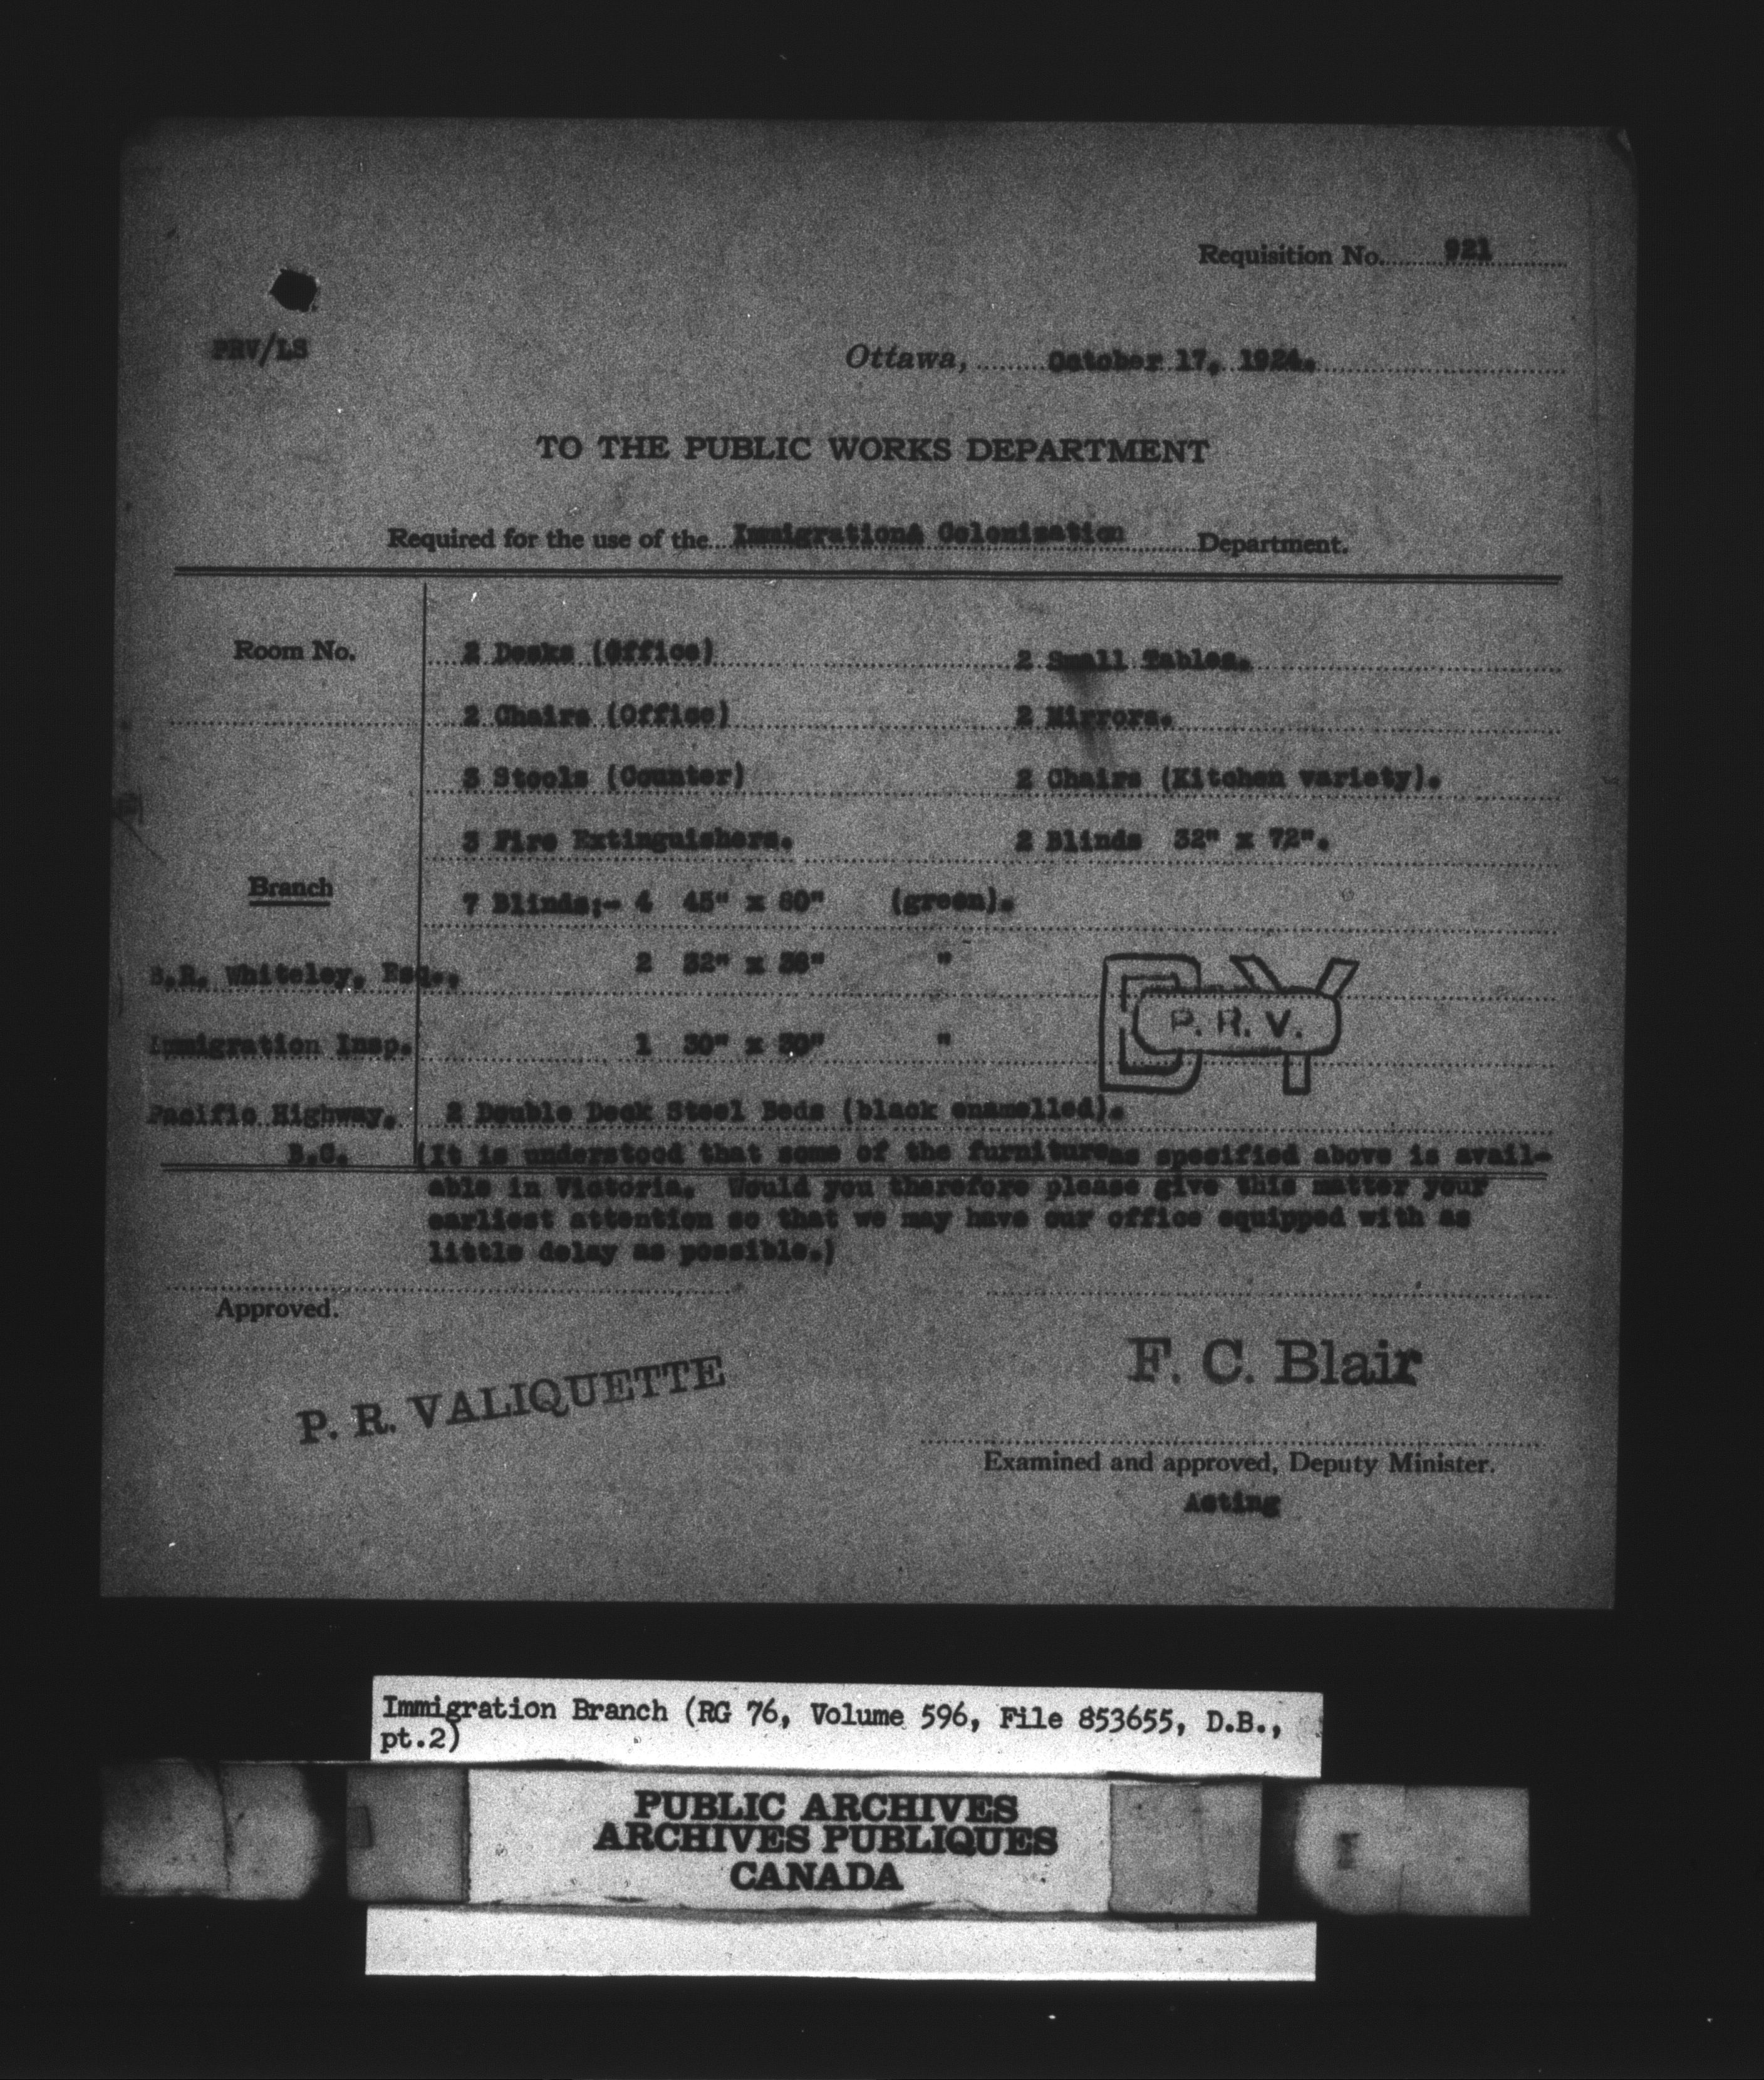 Requisition No. 921
PRV/LS
Ottawa, October 17, 1924.
TO THE PUBLIC WORKS DEPARTMENT
Required for the use of the Immigration& Colonization Department.
Room No.
2 Desks (Office) 2 Small Tables.
2 Chairs (Office) 2 Mirrors.
3 Stools (Counter) 2 Chairs (Kitchen variety).
3 Fire Extinguishers. 2 Blinds 32" x 72".
Branch
7 Blinds;- 4 45" x 80" (green).
Whiteley, Esq., 2 32" x "
Immigration Insp. 1 30" x 30" "
P. R. V.
Pacific Highway, 2 Double Deck Steel Beds (black enamelled).
B.C. (It is understood that some of the furniture as specified above is avail-
able in Victoria. Would you therefore please give this matter your
earliest attention so that we may have our office equipped with as
little delay as possible.)
Approved.
P. R. VALIQUETTE
F. C. Blair
Examined and approved, Deputy Minister.
Acting
Immigration Branch (RG 76, Volume 596, File 853655, D.B.,
pt.2)
PUBLIC ARCHIVES
ARCHIVES PUBLIQUES
CANADA